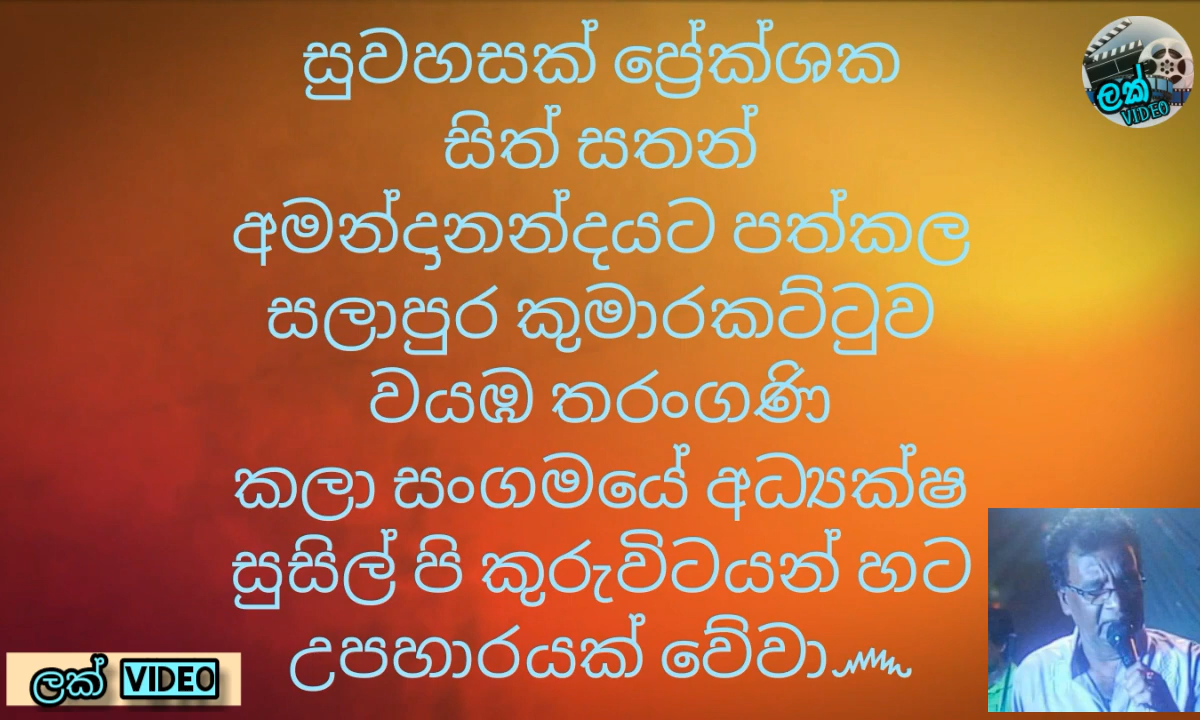 සුවහසක් ප්‍රේක්ශක
ලක්
VIDEO
සිත් සතන්
අමන්දානන්දයට පත්කල
සලාපුර කුමාරකට්ටුව
වයඹ තරංගණි
කලා සංගමයේ අධ්‍යක්ෂ
සුසිල් පි කුරුවිටයන් හට
උපහාරයක් වේවා
ලක් VIDEO